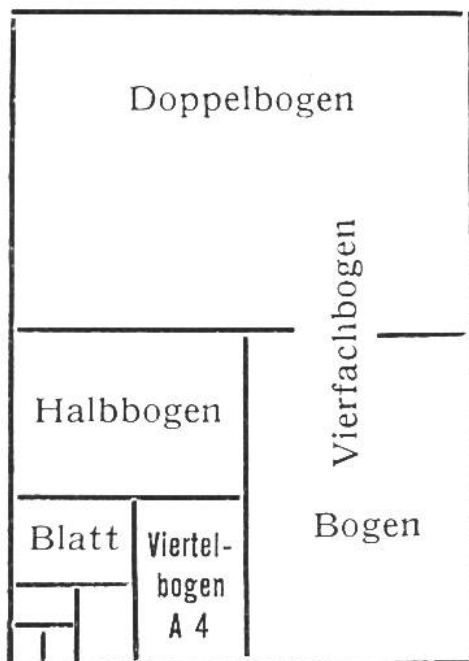 Doppelbogen
Vierfachbogen
Halbbogen
Bogen
Blatt
Viertel-
bogen
A 4